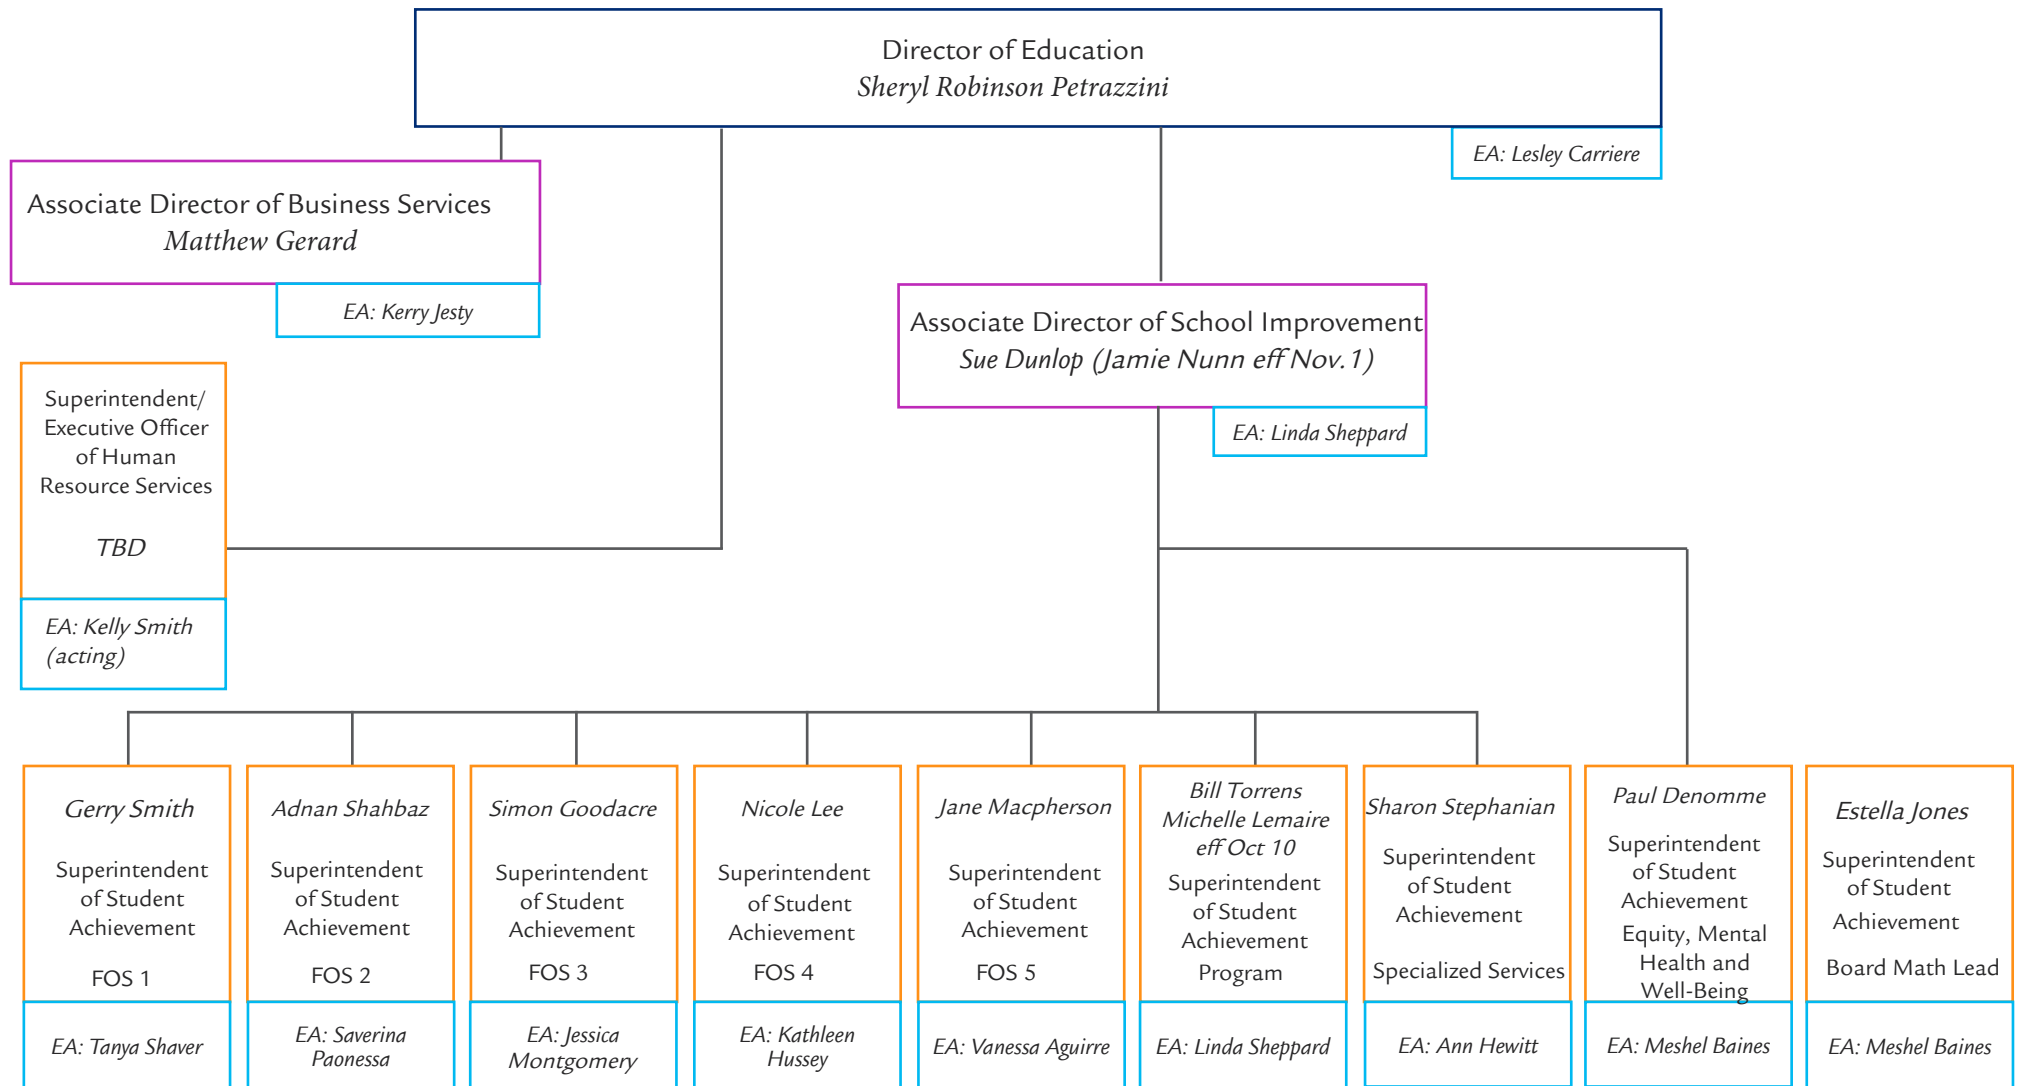 Director of Education
Sheryl Robinson Petrazzini
EA: Lesley Carriere
Associate Director of Business Services
Matthew Gerard
EA: Kerry Jesty
Associate Director of School Improvement
Sue Dunlop (Jamie Nunn eff Nov.1)
EA: Linda Sheppard
Superintendent/
Executive Officer
of Human
Resource Services
TBD
EA: Kelly Smith
(acting)
Gerry Smith
Superintendent
of Student
Achievement
FOS 1
EA: Tanya Shaver
Adnan Shahbaz
Superintendent
of Student
Achievement
FOS 2
EA: Saverina
Paonessa
Simon Goodacre
Superintendent
of Student
Achievement
FOS 3
EA: Jessica
Montgomery
Nicole Lee
Superintendent
of Student
Achievement
FOS 4
EA: Kathleen
Hussey
Jane Macpherson
Superintendent
of Student
Achievement
FOS 5
EA: Vanessa Aguirre
Bill Torrens
Michelle Lemaire
eff Oct 10
Superintendent
of Student
Achievement
Program
EA: Linda Sheppard
Sharon Stephanian
Superintendent
of Student
Achievement
Specialized Services
EA: Ann Hewitt
Paul Denomme
Superintendent
of Student
Achievement
Equity, Mental
Health and
Well-Being
EA: Meshel Baines
Estella Jones
Superintendent
of Student
Achievement
Board Math Lead
EA: Meshel Baines